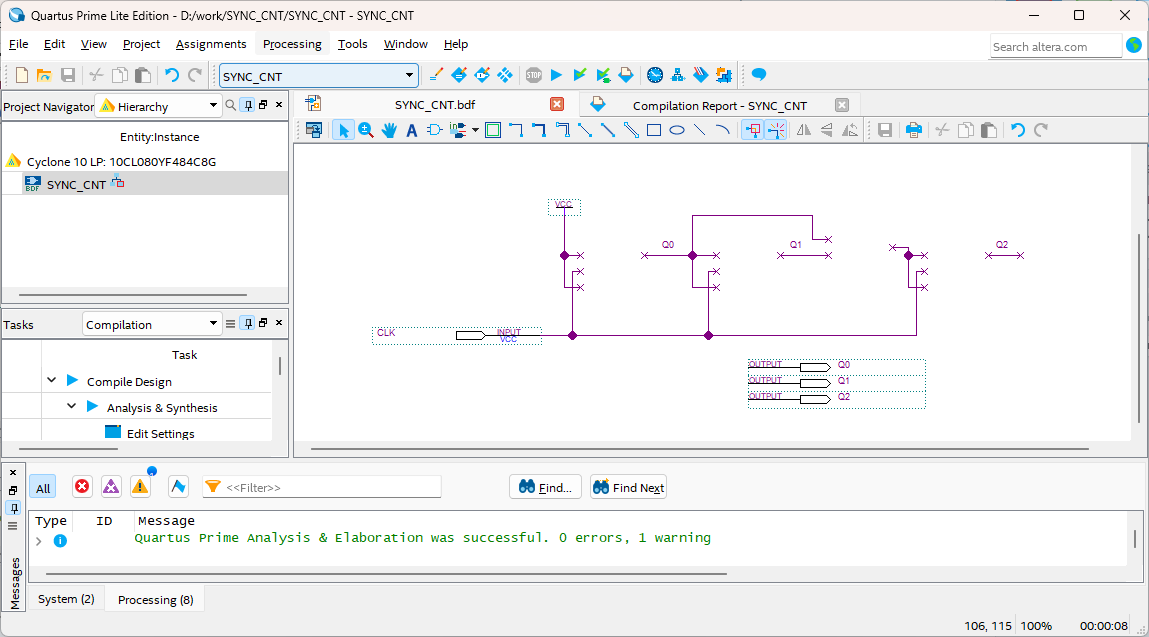 Quartus Prime Lite Edition - D:/work/SYNC_CNT/SYNC_CNT - SYNC_CNT
File Edit View Project Assignments Processing Tools Window Help
Search altera.com
SYNC_CNT
STOP
Project Navigator Hierarchy
Entity:Instance
Cyclone 10 LP: 10CL080YF484C8G
BDF SYNC_CNT
Tasks Compilation
Task
Compile Design
Analysis & Synthesis
Edit Settings
SYNC_CNT.bdf
Compilation Report - SYNC_CNT
A
VCC
Q0
Q1
Q2
CLK
INPUT
VCC
OUTPUT Q0
OUTPUT Q1
OUTPUT Q2
Messages
All
<<Filter>>
Find...
Find Next
Type ID Message
Quartus Prime Analysis & Elaboration was successful. 0 errors, 1 warning
System (2)
Processing (8)
106, 115 100% 00:00:08